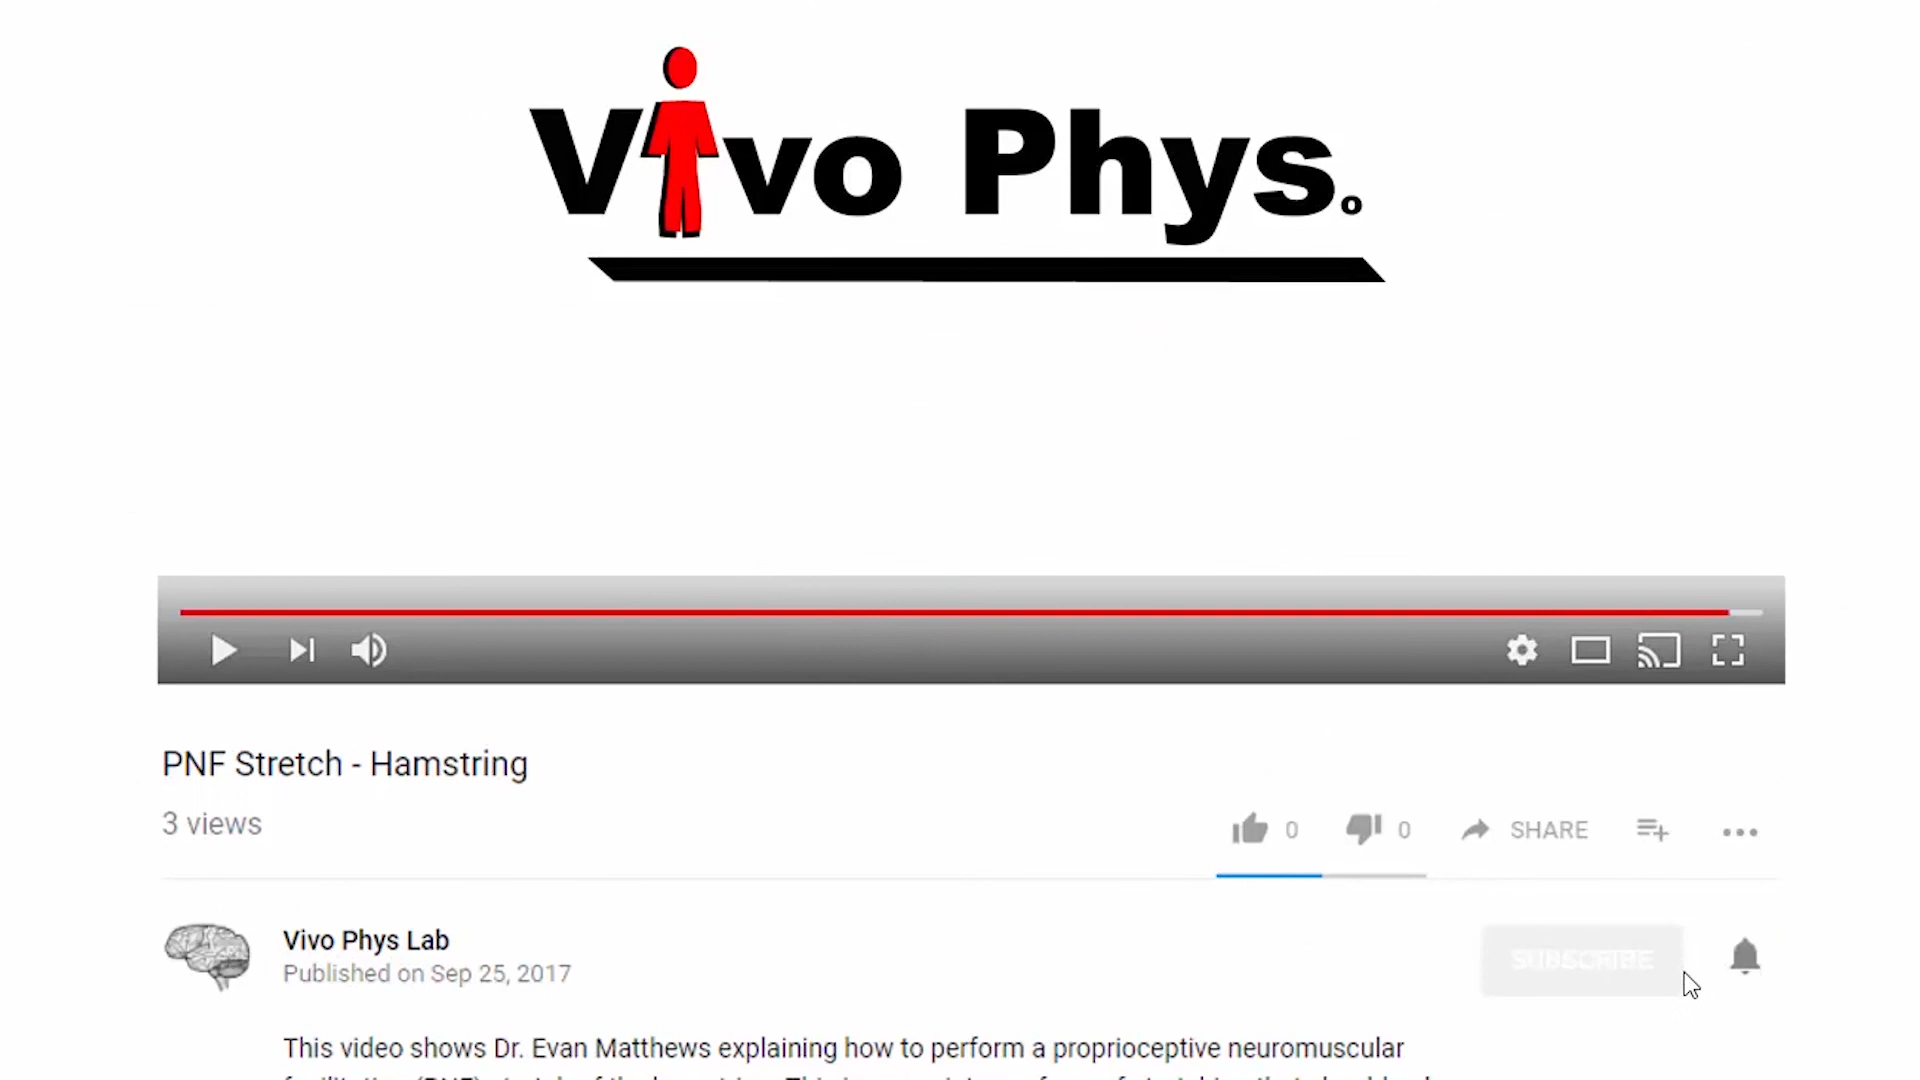 Vivo Phys.
PNF Stretch - Hamstring
3 views
0 0 SHARE
Vivo Phys Lab
SUBSCRIBE
Published on Sep 25, 2017
This video shows Dr. Evan Matthews explaining how to perform a proprioceptive neuromuscular